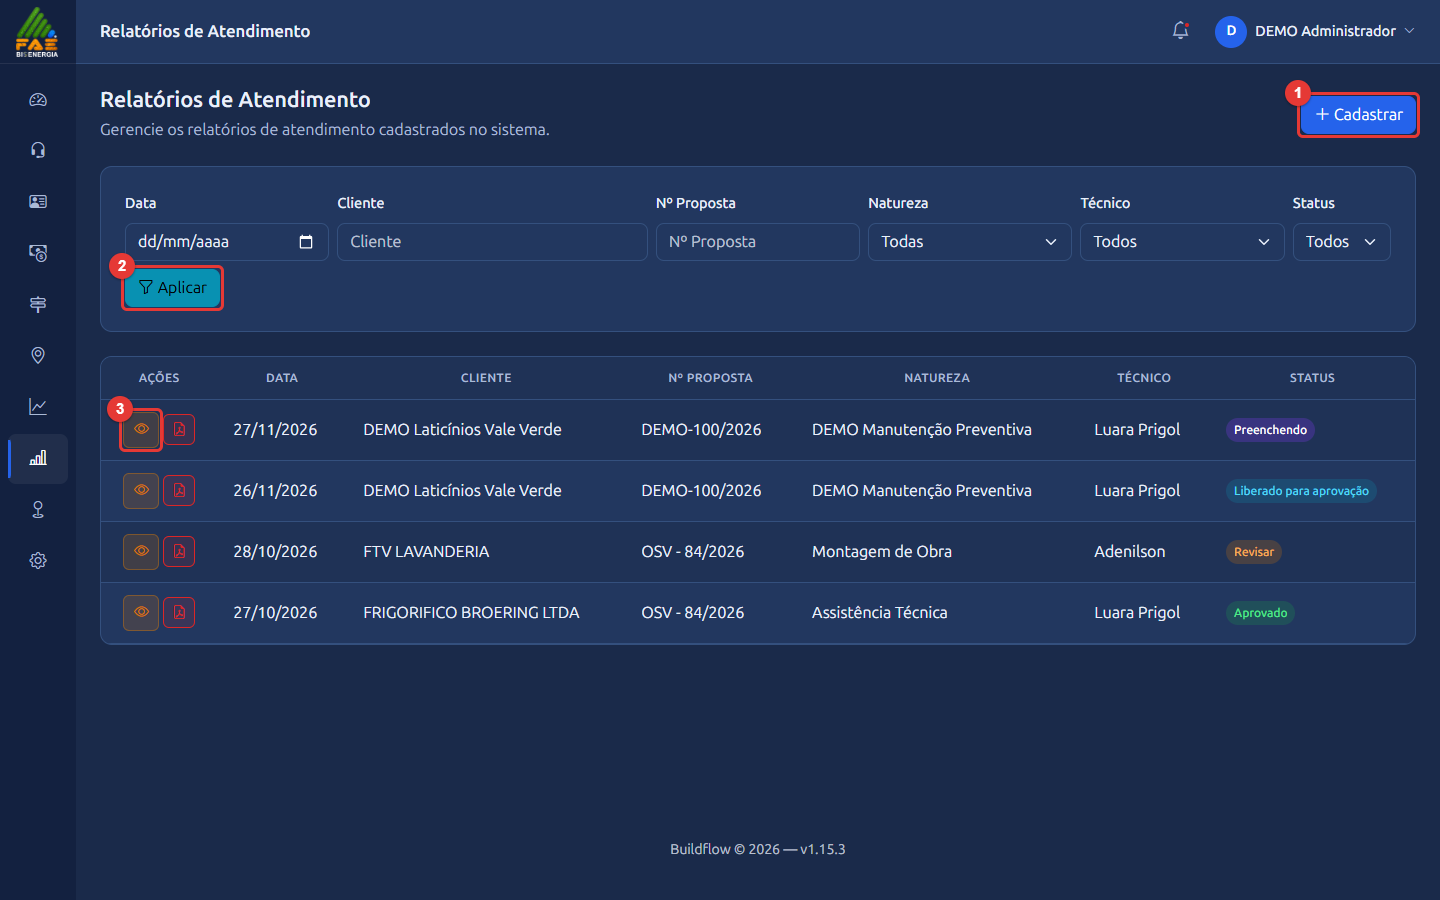 FAE
BIOENERGIA
Relatórios de Atendimento
D DEMO Administrador
Relatórios de Atendimento
Gerencie os relatórios de atendimento cadastrados no sistema.
1
+ Cadastrar
Data Cliente Nº Proposta Natureza Técnico Status
dd/mm/aaaa Cliente Nº Proposta Todas Todos Todos
2
Aplicar
AÇÕES DATA CLIENTE Nº PROPOSTA NATUREZA TÉCNICO STATUS
3
27/11/2026 DEMO Laticínios Vale Verde DEMO-100/2026 DEMO Manutenção Preventiva Luara Prigol Preenchendo
26/11/2026 DEMO Laticínios Vale Verde DEMO-100/2026 DEMO Manutenção Preventiva Luara Prigol Liberado para aprovação
28/10/2026 FTV LAVANDERIA OSV - 84/2026 Montagem de Obra Adenilson Revisar
27/10/2026 FRIGORIFICO BROERING LTDA OSV - 84/2026 Assistência Técnica Luara Prigol Aprovado
Buildflow © 2026 — v1.15.3